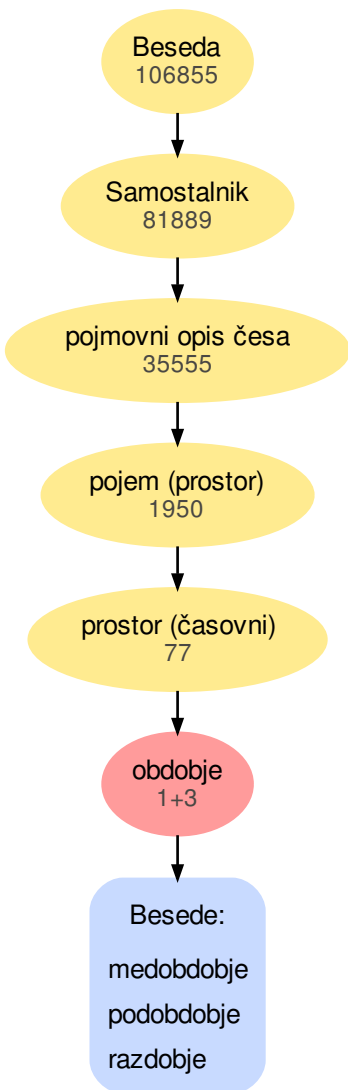 Beseda
106855
Samostalnik
81889
pojmovni opis česa
35555
pojem (prostor)
1950
prostor (časovni)
77
obdobje
1+3
Besede:
medobdobje
podobdobje
razdobje